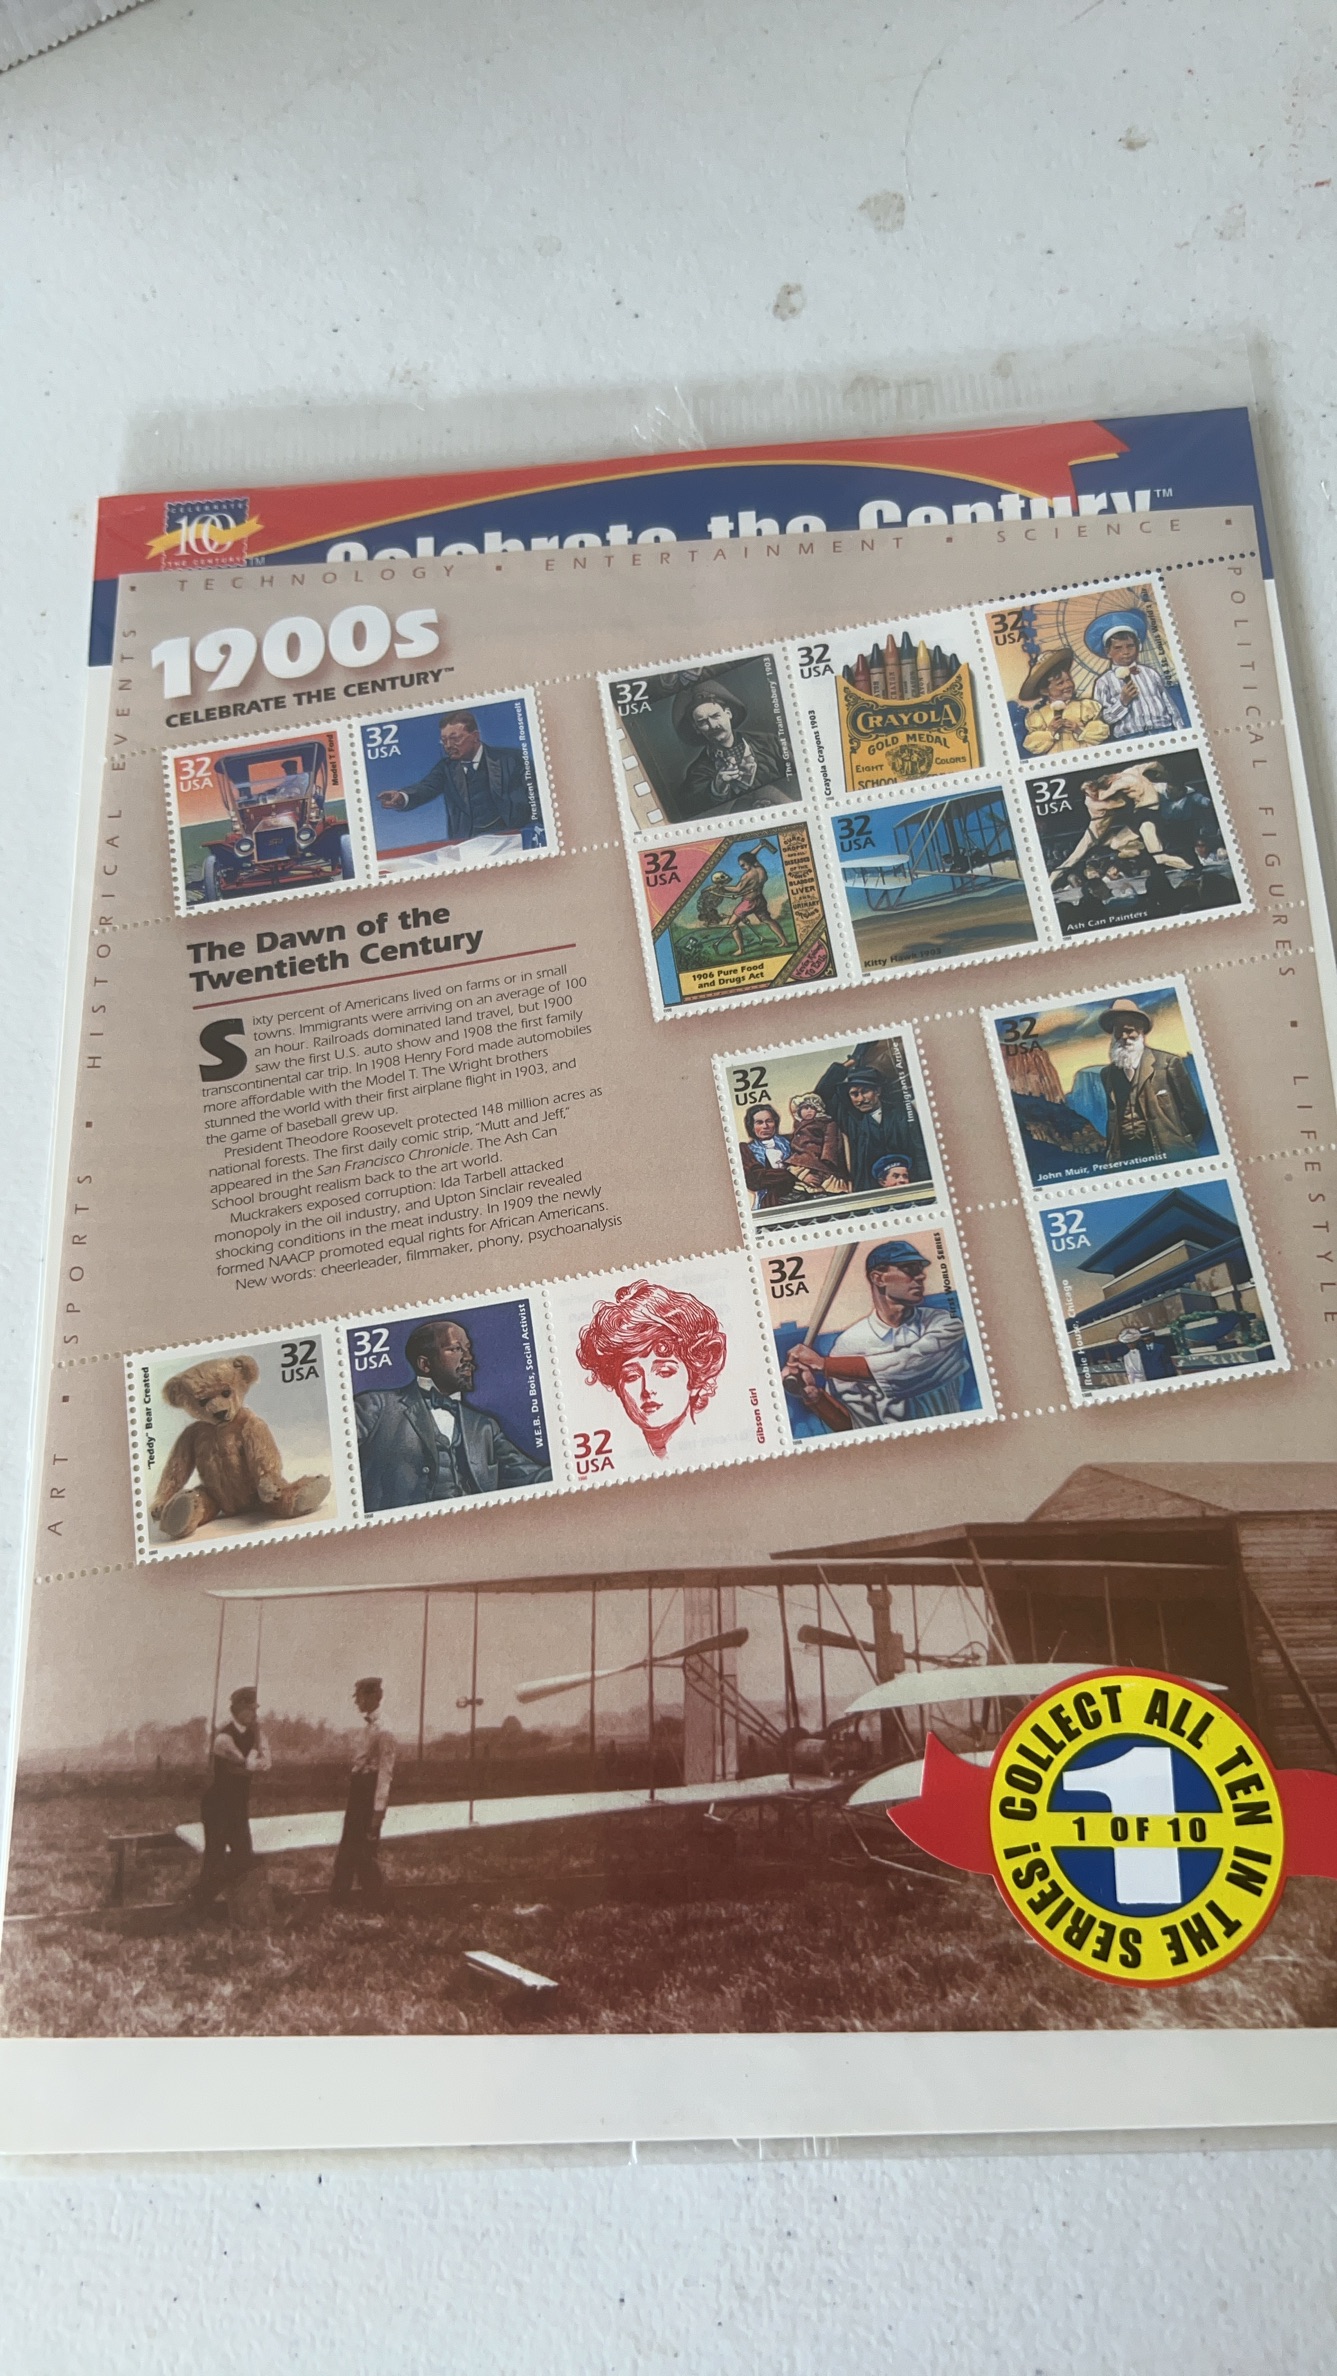 CELEBRATE
100
THE CENTURY
TM
Celebrate the Century™
TECHNOLOGY ▪ ENTERTAINMENT ▪ SCIENCE ▪
POLITICAL FIGURES ▪ LIFESTYLE
ART ▪ SPORTS ▪ HISTORICAL EVENTS ▪
1900s
CELEBRATE THE CENTURY™
32
USA
Model T Ford
32
USA
President Theodore Roosevelt
32
USA
"The Great Train Robbery" 1903
32
USA
Crayola Crayons 1903
CRAYOLA
GOLD MEDAL
EIGHT COLORS
SCHOOL
32
USA
32
USA
LIVER
1906 Pure Food
and Drugs Act
32
USA
Kitty Hawk 1903
32
USA
Ash Can Painters
The Dawn of the
Twentieth Century
Sixty percent of Americans lived on farms or in small
towns. Immigrants were arriving on an average of 100
an hour. Railroads dominated land travel, but 1900
saw the first U.S. auto show and 1908 the first family
transcontinental car trip. In 1908 Henry Ford made automobiles
more affordable with the Model T. The Wright brothers
stunned the world with their first airplane flight in 1903, and
the game of baseball grew up.
President Theodore Roosevelt protected 148 million acres as
national forests. The first daily comic strip, "Mutt and Jeff,"
appeared in the San Francisco Chronicle. The Ash Can
School brought realism back to the art world.
Muckrakers exposed corruption: Ida Tarbell attacked
monopoly in the oil industry, and Upton Sinclair revealed
shocking conditions in the meat industry. In 1909 the newly
formed NAACP promoted equal rights for African Americans.
New words: cheerleader, filmmaker, phony, psychoanalysis
32
USA
Immigrants Arrive
32
USA
John Muir, Preservationist
32
USA
"Teddy" Bear Created
32
USA
W.E.B. Du Bois, Social Activist
32
USA
Gibson Girl
32
USA
First WORLD SERIES
32
USA
Robie House, Chicago
COLLECT ALL TEN IN THE SERIES!
1
1 OF 10